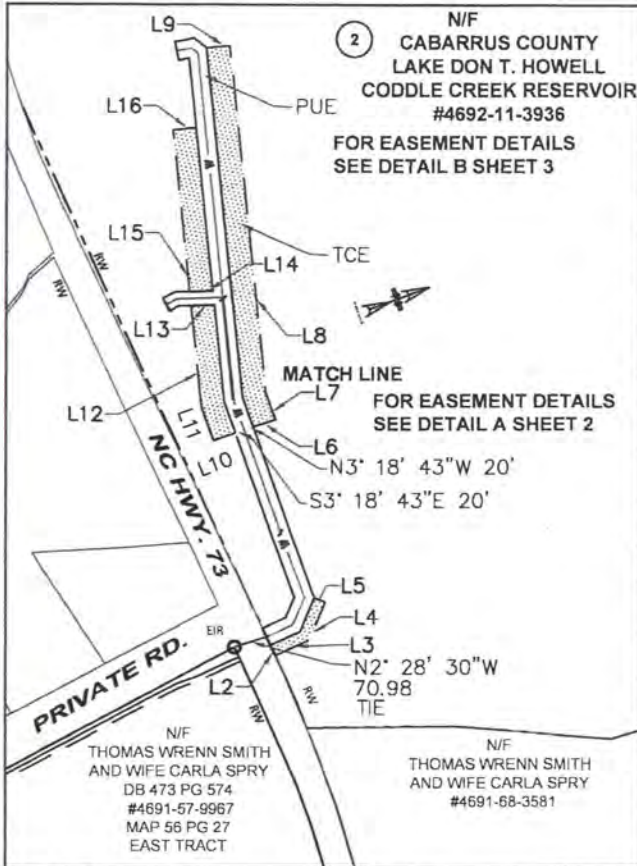 L9
2
N/F
CABARRUS COUNTY
LAKE DON T. HOWELL
CODDLE CREEK RESERVOIR
#4692-11-3936
PUE
L16
FOR EASEMENT DETAILS
SEE DETAIL B SHEET 3
RW
RW
L15
L14
TCE
L13
L8
MATCH LINE
L7
L12
FOR EASEMENT DETAILS
SEE DETAIL A SHEET 2
L11
L6
L10
N3° 18' 43"W 20'
S3° 18' 43"E 20'
NC HWY. 73
L5
L4
EIR
L3
PRIVATE RD.
L2
N2° 28' 30"W
70.98
TIE
RW
RW
N/F
THOMAS WRENN SMITH
AND WIFE CARLA SPRY
DB 473 PG 574
#4691-57-9967
MAP 56 PG 27
EAST TRACT
N/F
THOMAS WRENN SMITH
AND WIFE CARLA SPRY
#4691-68-3581